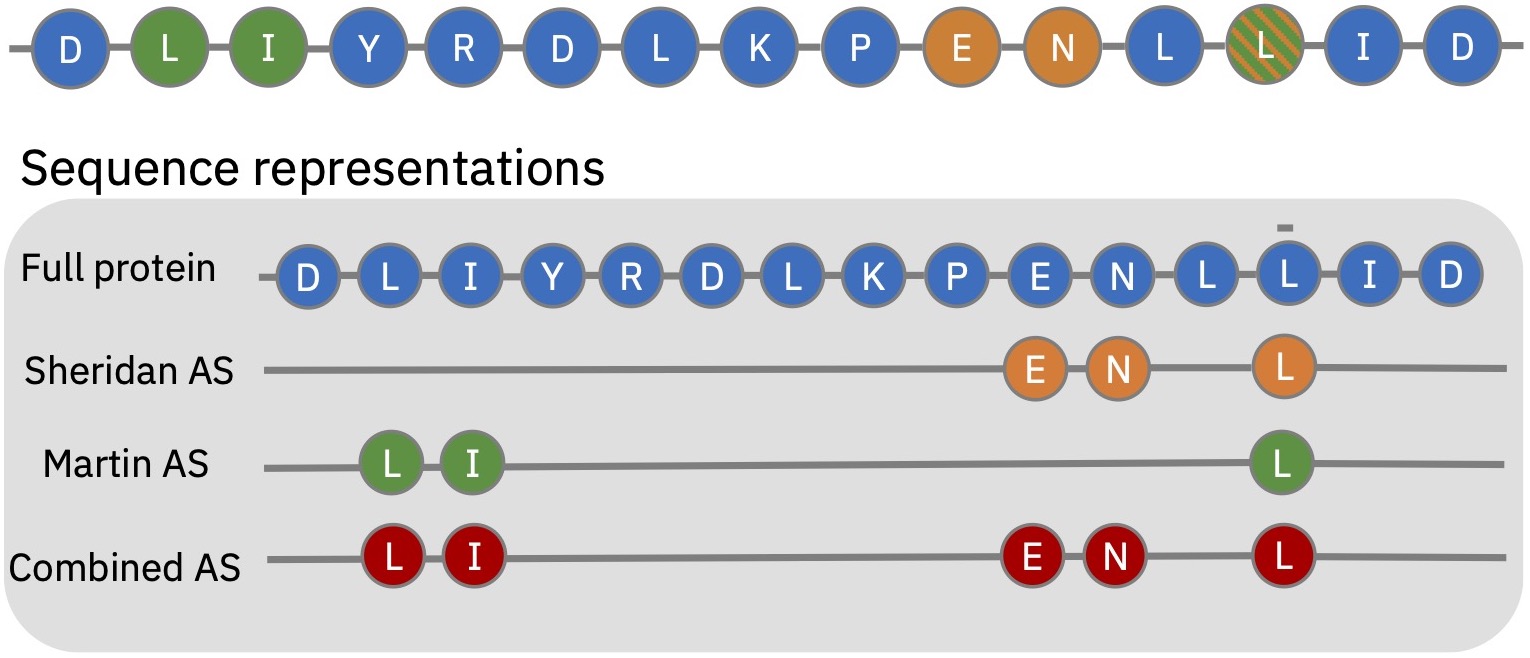 D L I Y R D L K P E N L L I D
Sequence representations
Full protein D L I Y R D L K P E N L L I D
Sheridan AS E N L
Martin AS L I L
Combined AS L I E N L